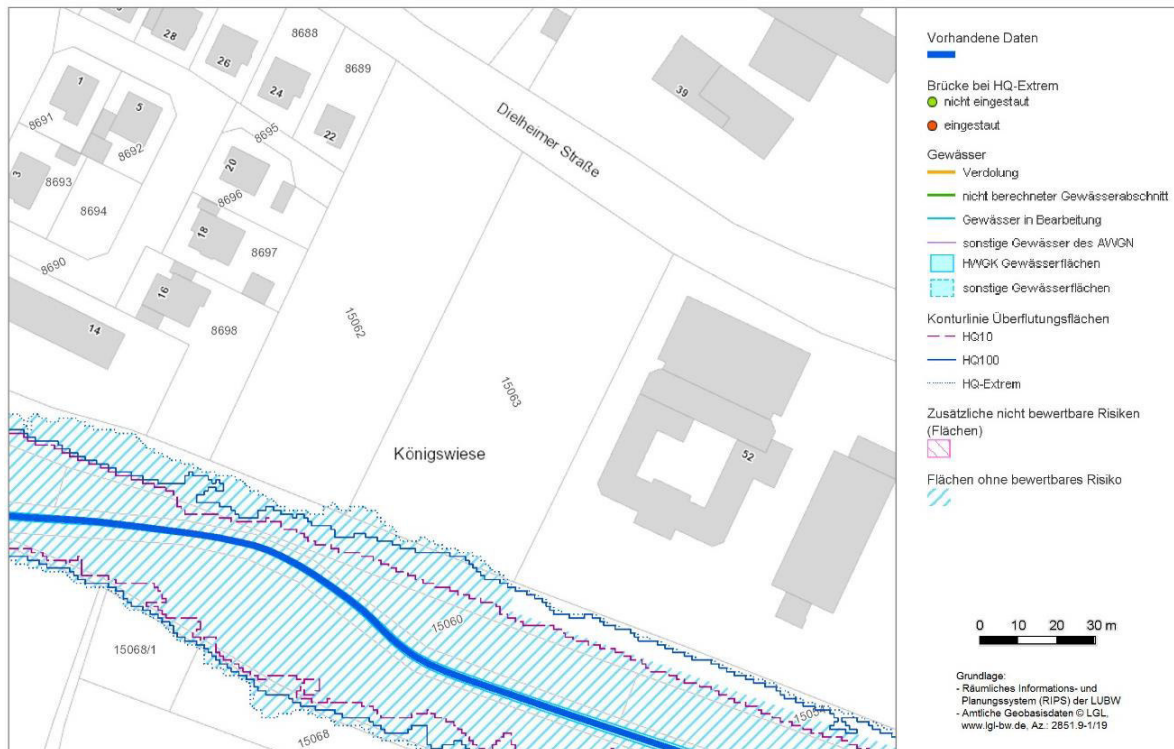 28
26
8688
8689
24
22
1
5
8691
8692
8695
3
8693
8694
20
8696
18
8697
8690
16
14
8698
Dielheimer Straße
39
15062
15063
Königswiese
52
15060
15068/1
15068
Vorhandene Daten
Brücke bei HQ-Extrem
nicht eingestaut
eingestaut
Gewässer
Verdolung
nicht berechneter Gewässerabschnitt
Gewässer in Bearbeitung
sonstige Gewässer des AWGN
HWGK Gewässerflächen
sonstige Gewässerflächen
Konturlinie Überflutungsflächen
HQ10
HQ100
HQ-Extrem
Zusätzliche nicht bewertbare Risiken
(Flächen)
Flächen ohne bewertbares Risiko
0 10 20 30 m
Grundlage:
- Räumliches Informations- und
Planungssystem (RIPS) der LUBW
- Amtliche Geobasisdaten © LGL,
www.lgl-bw.de, Az.: 2851.9-1/19